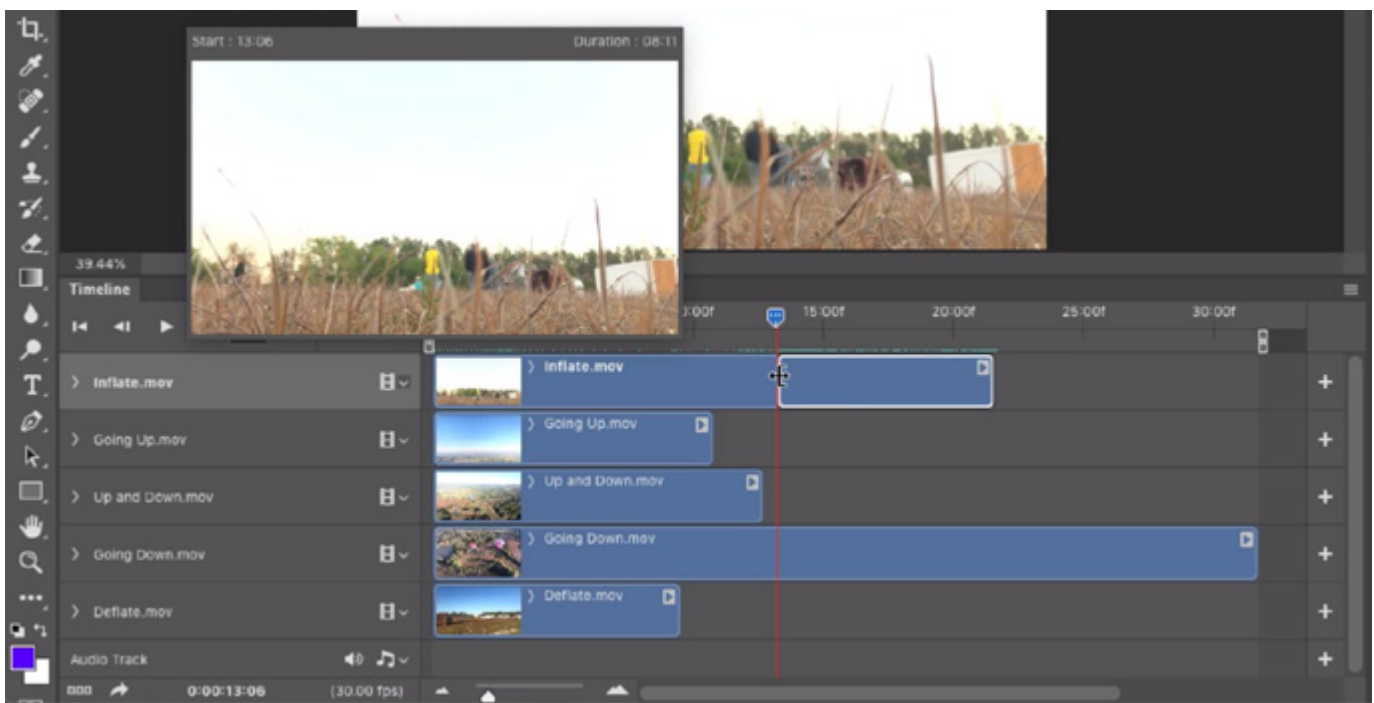 Start : 13:06 Duration : 08:11
39.44%
Timeline
15:00f 20:00f 25:00f 30:00f
Inflate.mov
Inflate.mov
Going Up.mov
Going Up.mov
Up and Down.mov
Up and Down.mov
Going Down.mov
Going Down.mov
Deflate.mov
Deflate.mov
Audio Track
0:00:13:06 (30.00 fps)